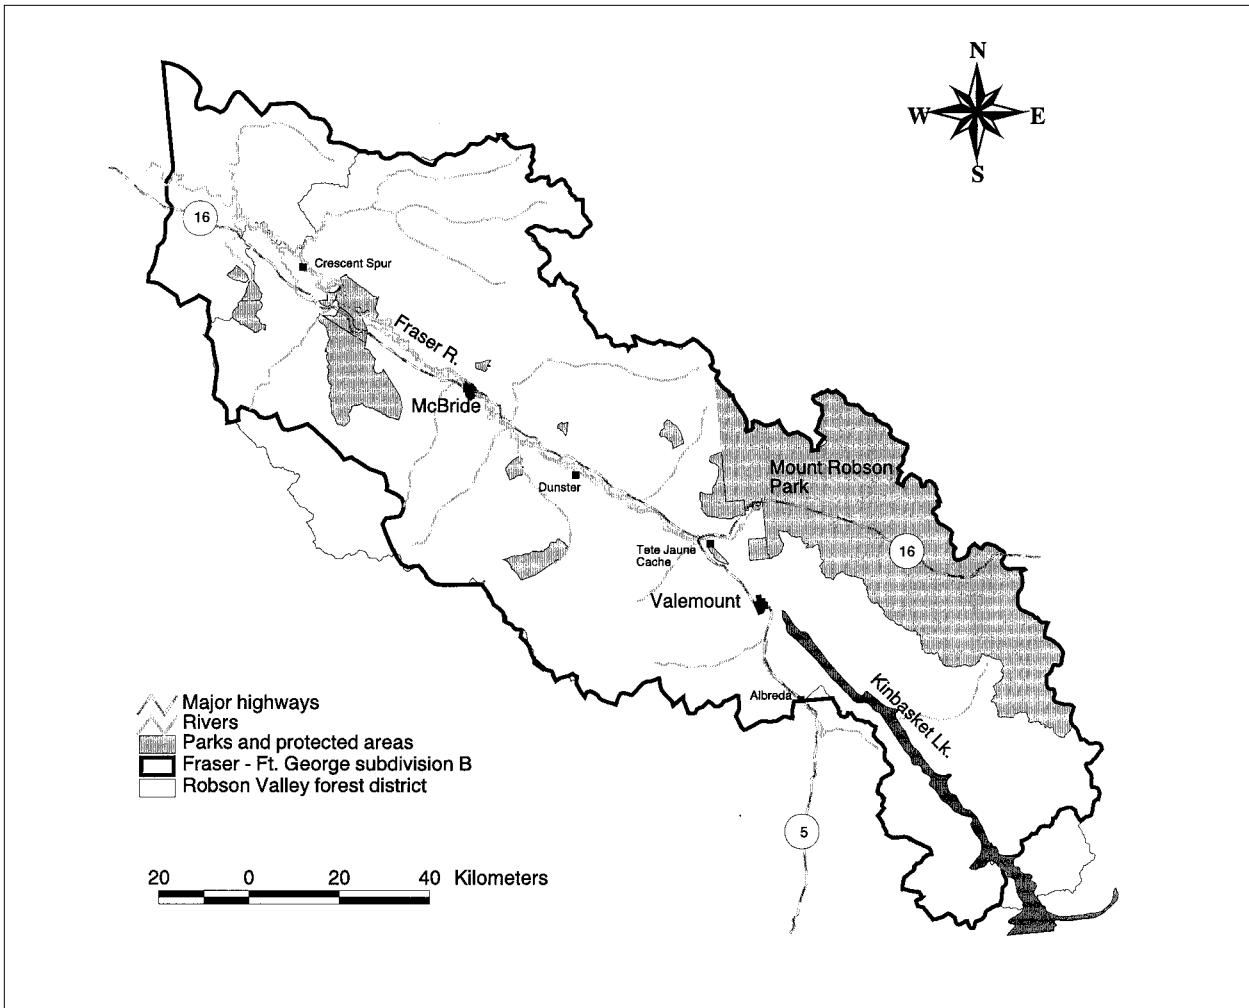 N
W E
S
16
Crescent Spur
Fraser R.
McBride
Dunster
Mount Robson
Park
16
Tete Jaune
Cache
Valemount
Albreda
Kinbasket Lk.
5
Major highways
Rivers
Parks and protected areas
Fraser - Ft. George subdivision B
Robson Valley forest district
20 0 20 40 Kilometers